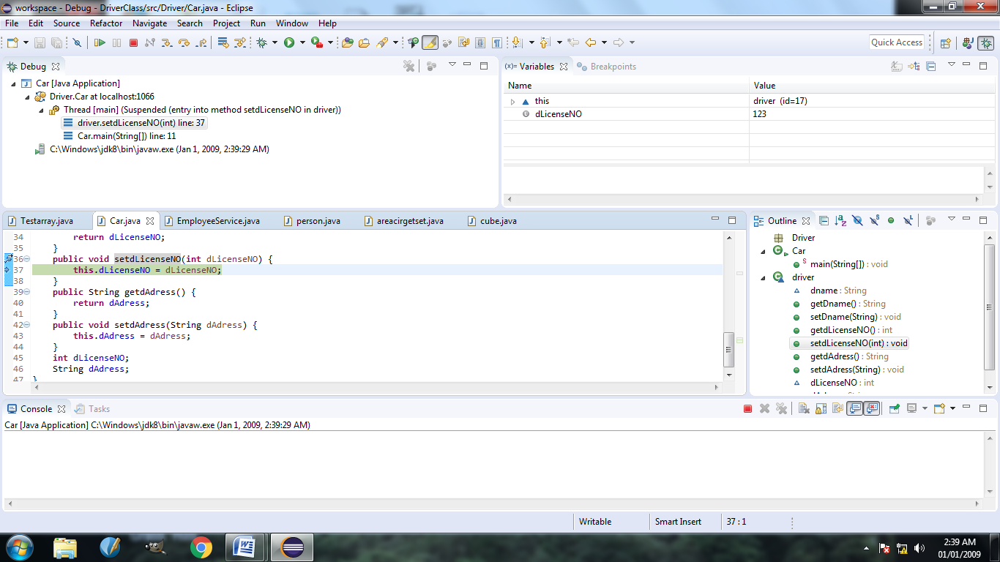 workspace - Debug - DriverClass/src/Driver/Car.java - Eclipse
File Edit Source Refactor Navigate Search Project Run Window Help
Quick Access
Debug
Car [Java Application]
Driver.Car at localhost:1066
Thread [main] (Suspended (entry into method setdLicenseNO in driver))
driver.setdLicenseNO(int) line: 37
Car.main(String[]) line: 11
C:\Windows\jdk8\bin\javaw.exe (Jan 1, 2009, 2:39:29 AM)
(x)= Variables Breakpoints
Name Value
this driver (id=17)
dLicenseNO 123
Testarray.java Car.java EmployeeService.java person.java areacirgetset.java cube.java
34 return dLicenseNO;
35 }
36 public void setdLicenseNO(int dLicenseNO) {
37 this.dLicenseNO = dLicenseNO;
38 }
39 public String getdAdress() {
40 return dAdress;
41 }
42 public void setdAdress(String dAdress) {
43 this.dAdress = dAdress;
44 }
45 int dLicenseNO;
46 String dAdress;
47 }
Outline
Driver
Car
main(String[]) : void
driver
dname : String
getDname() : String
setDname(String) : void
getdLicenseNO() : int
setdLicenseNO(int) : void
getdAdress() : String
setdAdress(String) : void
dLicenseNO : int
Console Tasks
Car [Java Application] C:\Windows\jdk8\bin\javaw.exe (Jan 1, 2009, 2:39:29 AM)
Writable Smart Insert 37 : 1
2:39 AM
01/01/2009